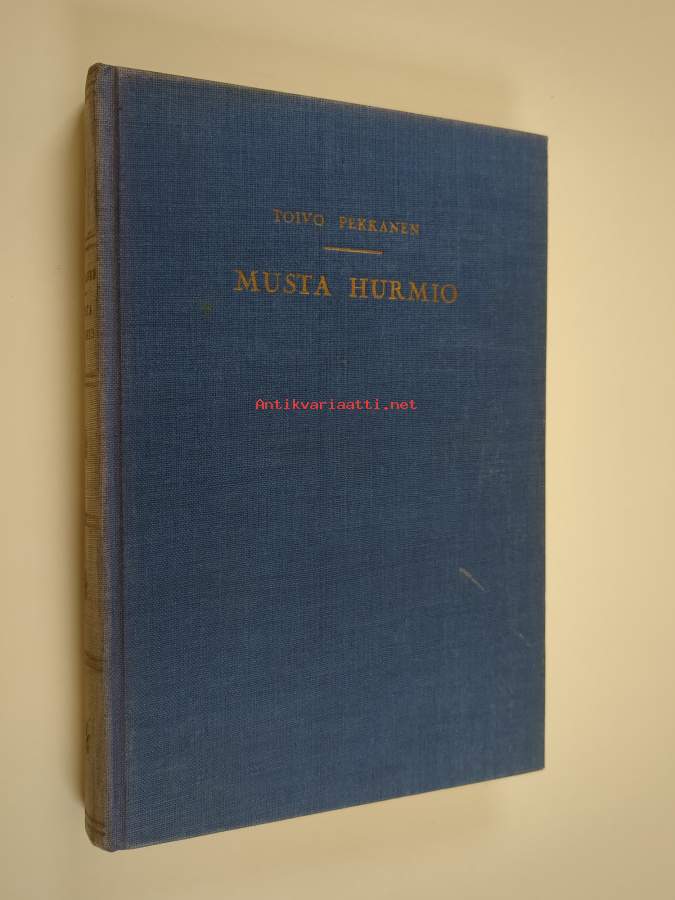 TOIVO PEKKANEN
MUSTA HURMIO
Antikvariaatti.net